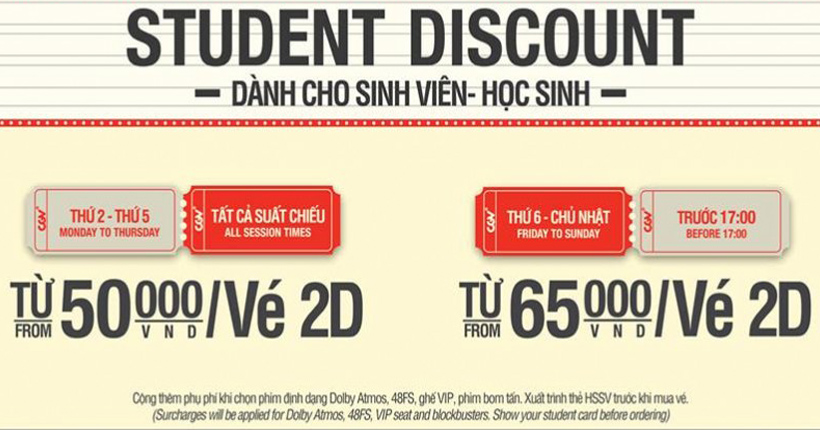 STUDENT DISCOUNT
DÀNH CHO SINH VIÊN- HỌC SINH
CGV
THỨ 2 - THỨ 5
MONDAY TO THURSDAY
CGV
TẤT CẢ SUẤT CHIẾU
ALL SESSION TIMES
TỪ
FROM
50000/Vé 2D
VND
CGV
THỨ 6 - CHỦ NHẬT
FRIDAY TO SUNDAY
CGV
TRƯỚC 17:00
BEFORE 17:00
TỪ
FROM
65000/Vé 2D
VND
Cộng thêm phụ phí khi chọn phim định dạng Dolby Atmos, 48FS, ghế VIP, phim bom tấn. Xuất trình thẻ HSSV trước khi mua vé.
(Surcharges will be applied for Dolby Atmos, 48FS, VIP seat and blockbusters. Show your student card before ordering)